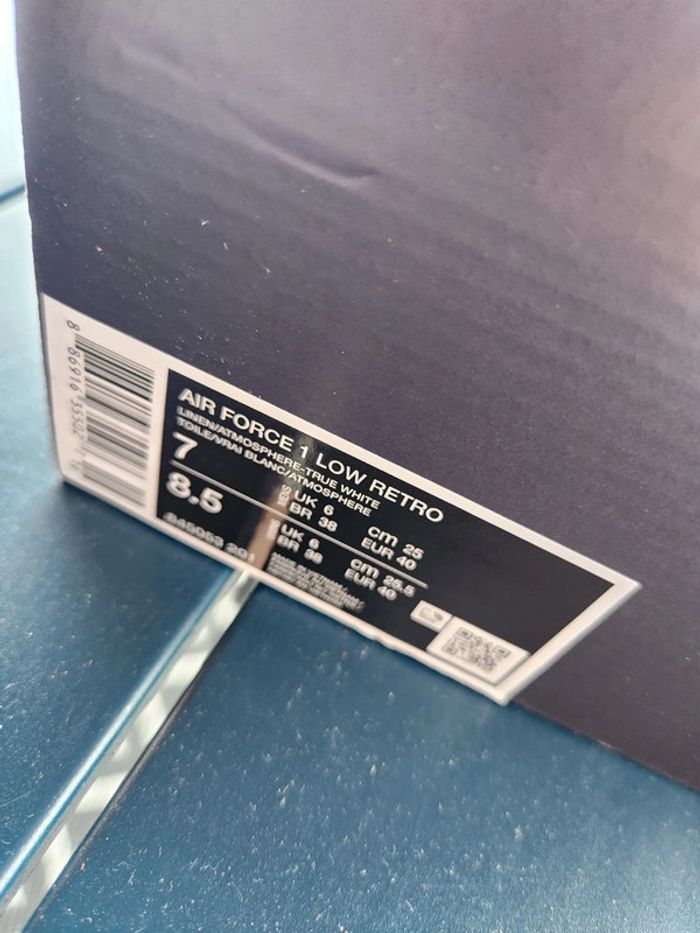 AIR FORCE 1 LOW RETRO
LINEN/ATMOSPHERE-TRUE WHITE
TOILE/VRAI BLANC/ATMOSPHERE
7
UK 6
BR 38
cm 25
EUR 40
8.5
UK 6
BR 38
cm 25.5
EUR 40
845053 201